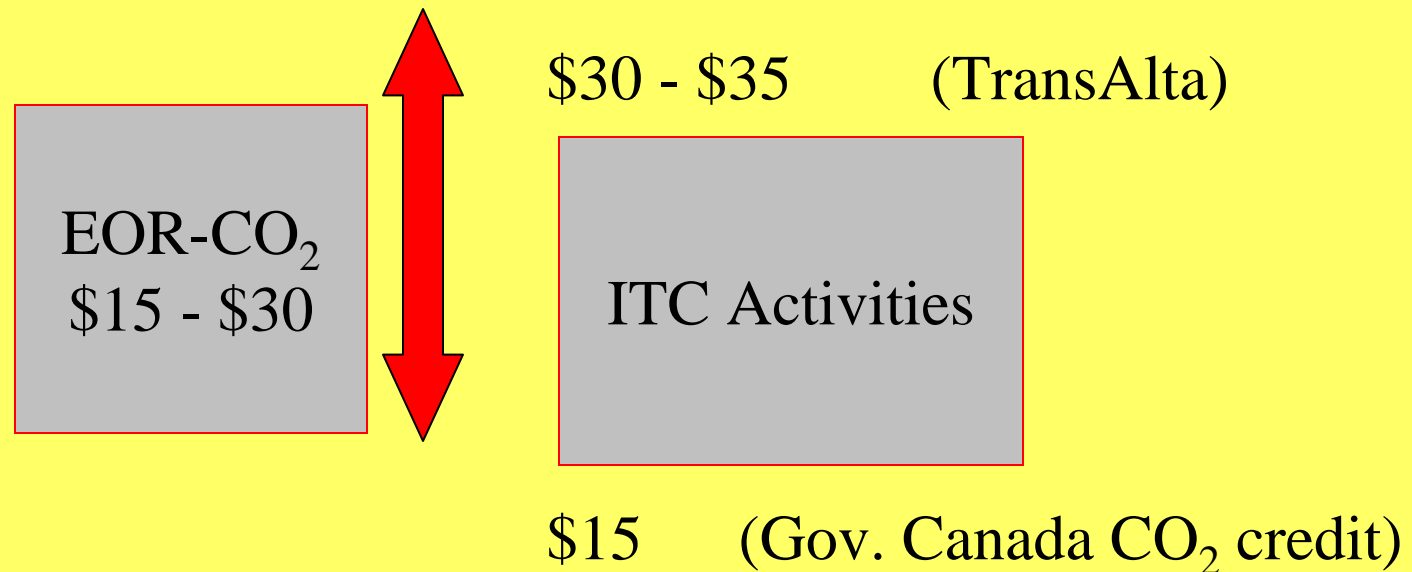 $30 - $35 (TransAlta)
EOR-CO₂
$15 - $30
ITC Activities
$15 (Gov. Canada CO₂ credit)